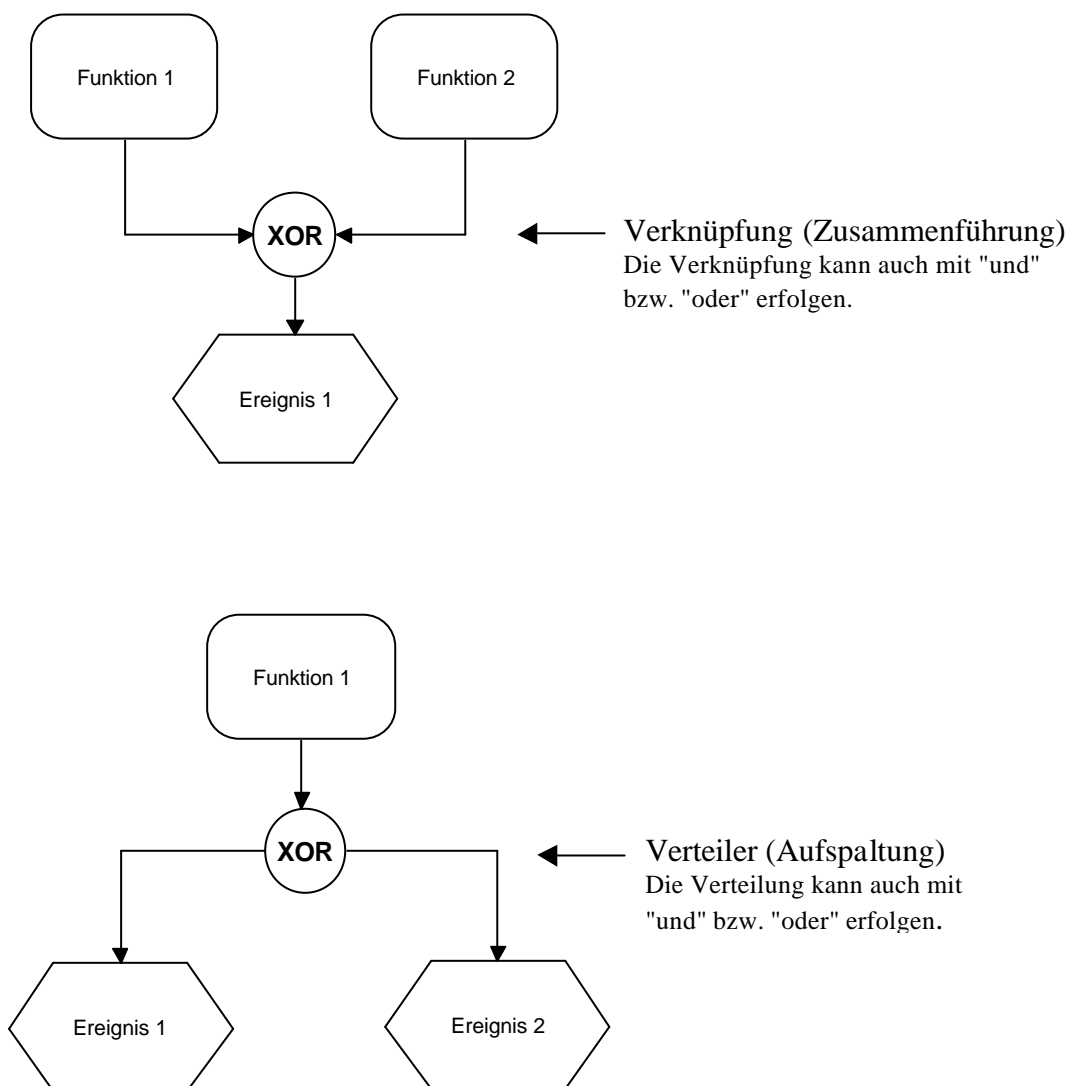 Funktion 1
Funktion 2
XOR
Verknüpfung (Zusammenführung)
Die Verknüpfung kann auch mit "und"
bzw. "oder" erfolgen.
Ereignis 1
Funktion 1
XOR
Verteiler (Aufspaltung)
Die Verteilung kann auch mit
"und" bzw. "oder" erfolgen.
Ereignis 1
Ereignis 2